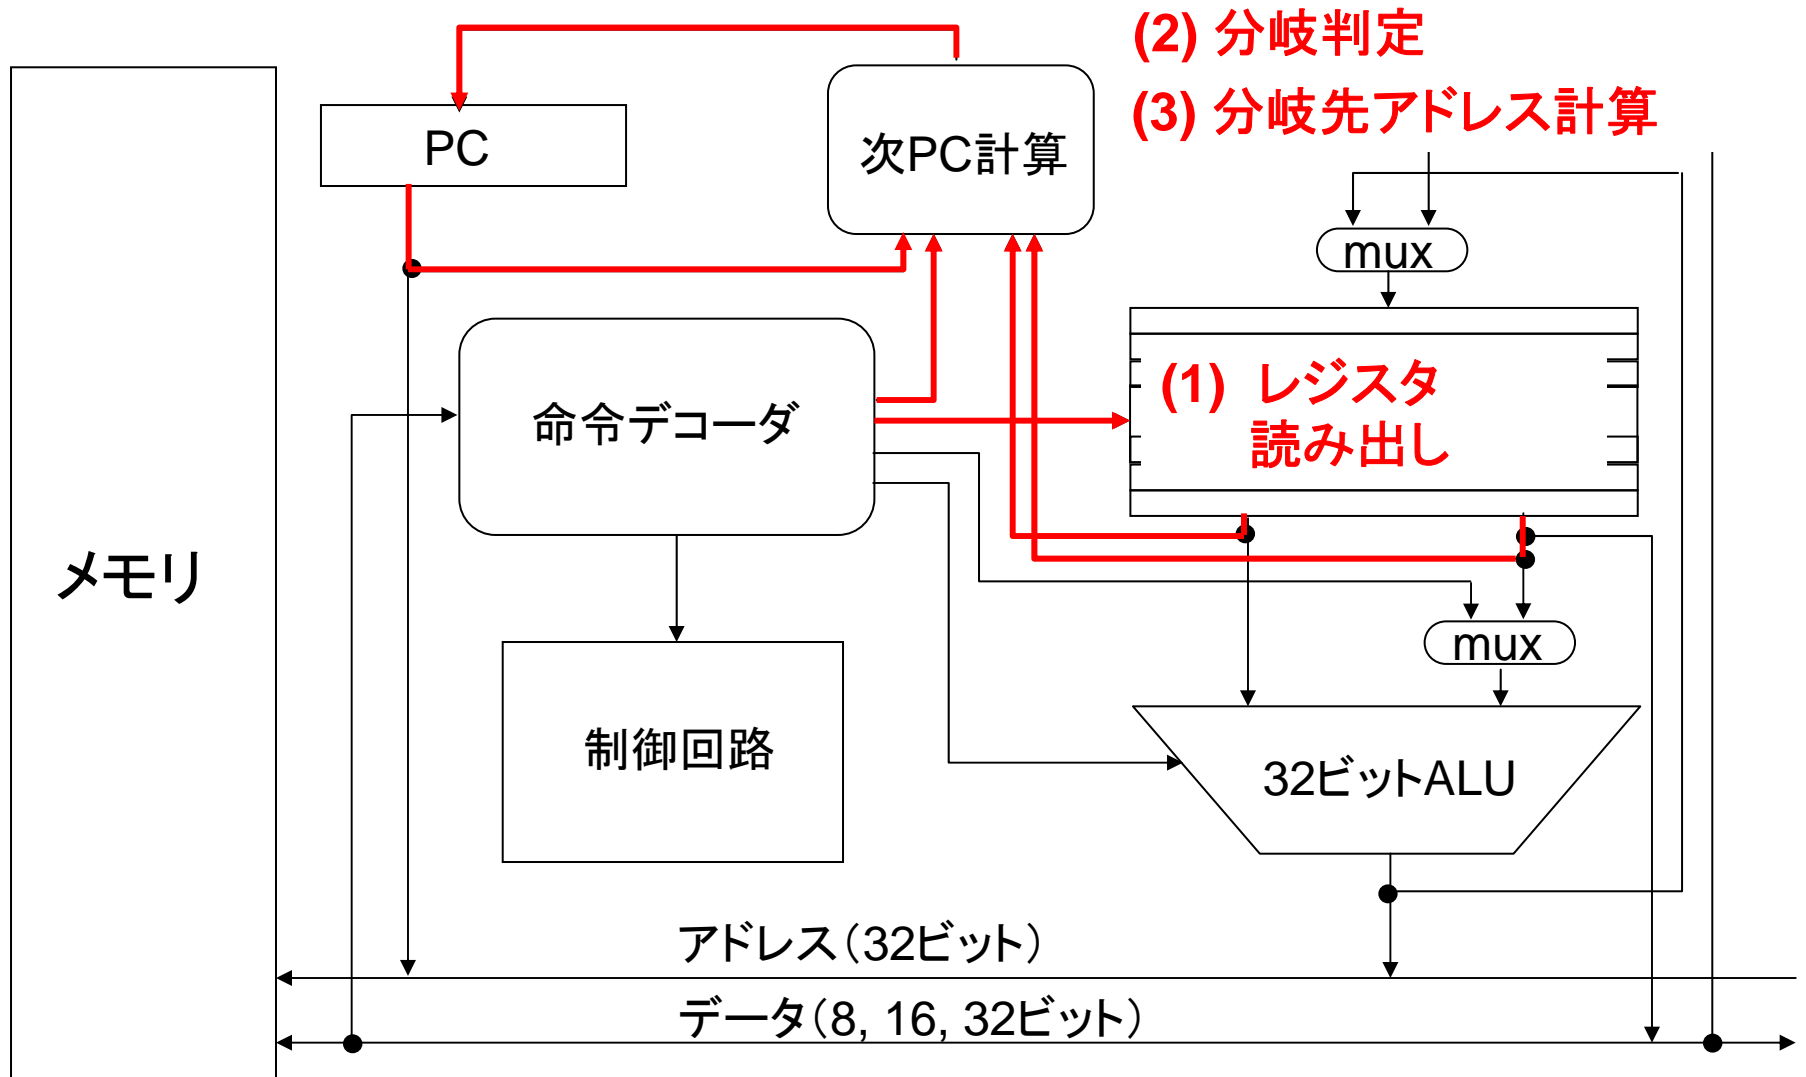 (2) 分岐判定
(3) 分岐先アドレス計算
PC
次PC計算
mux
(1) レジスタ
読み出し
命令デコーダ
メモリ
mux
制御回路
32ビットALU
アドレス(32ビット)
データ(8, 16, 32ビット)